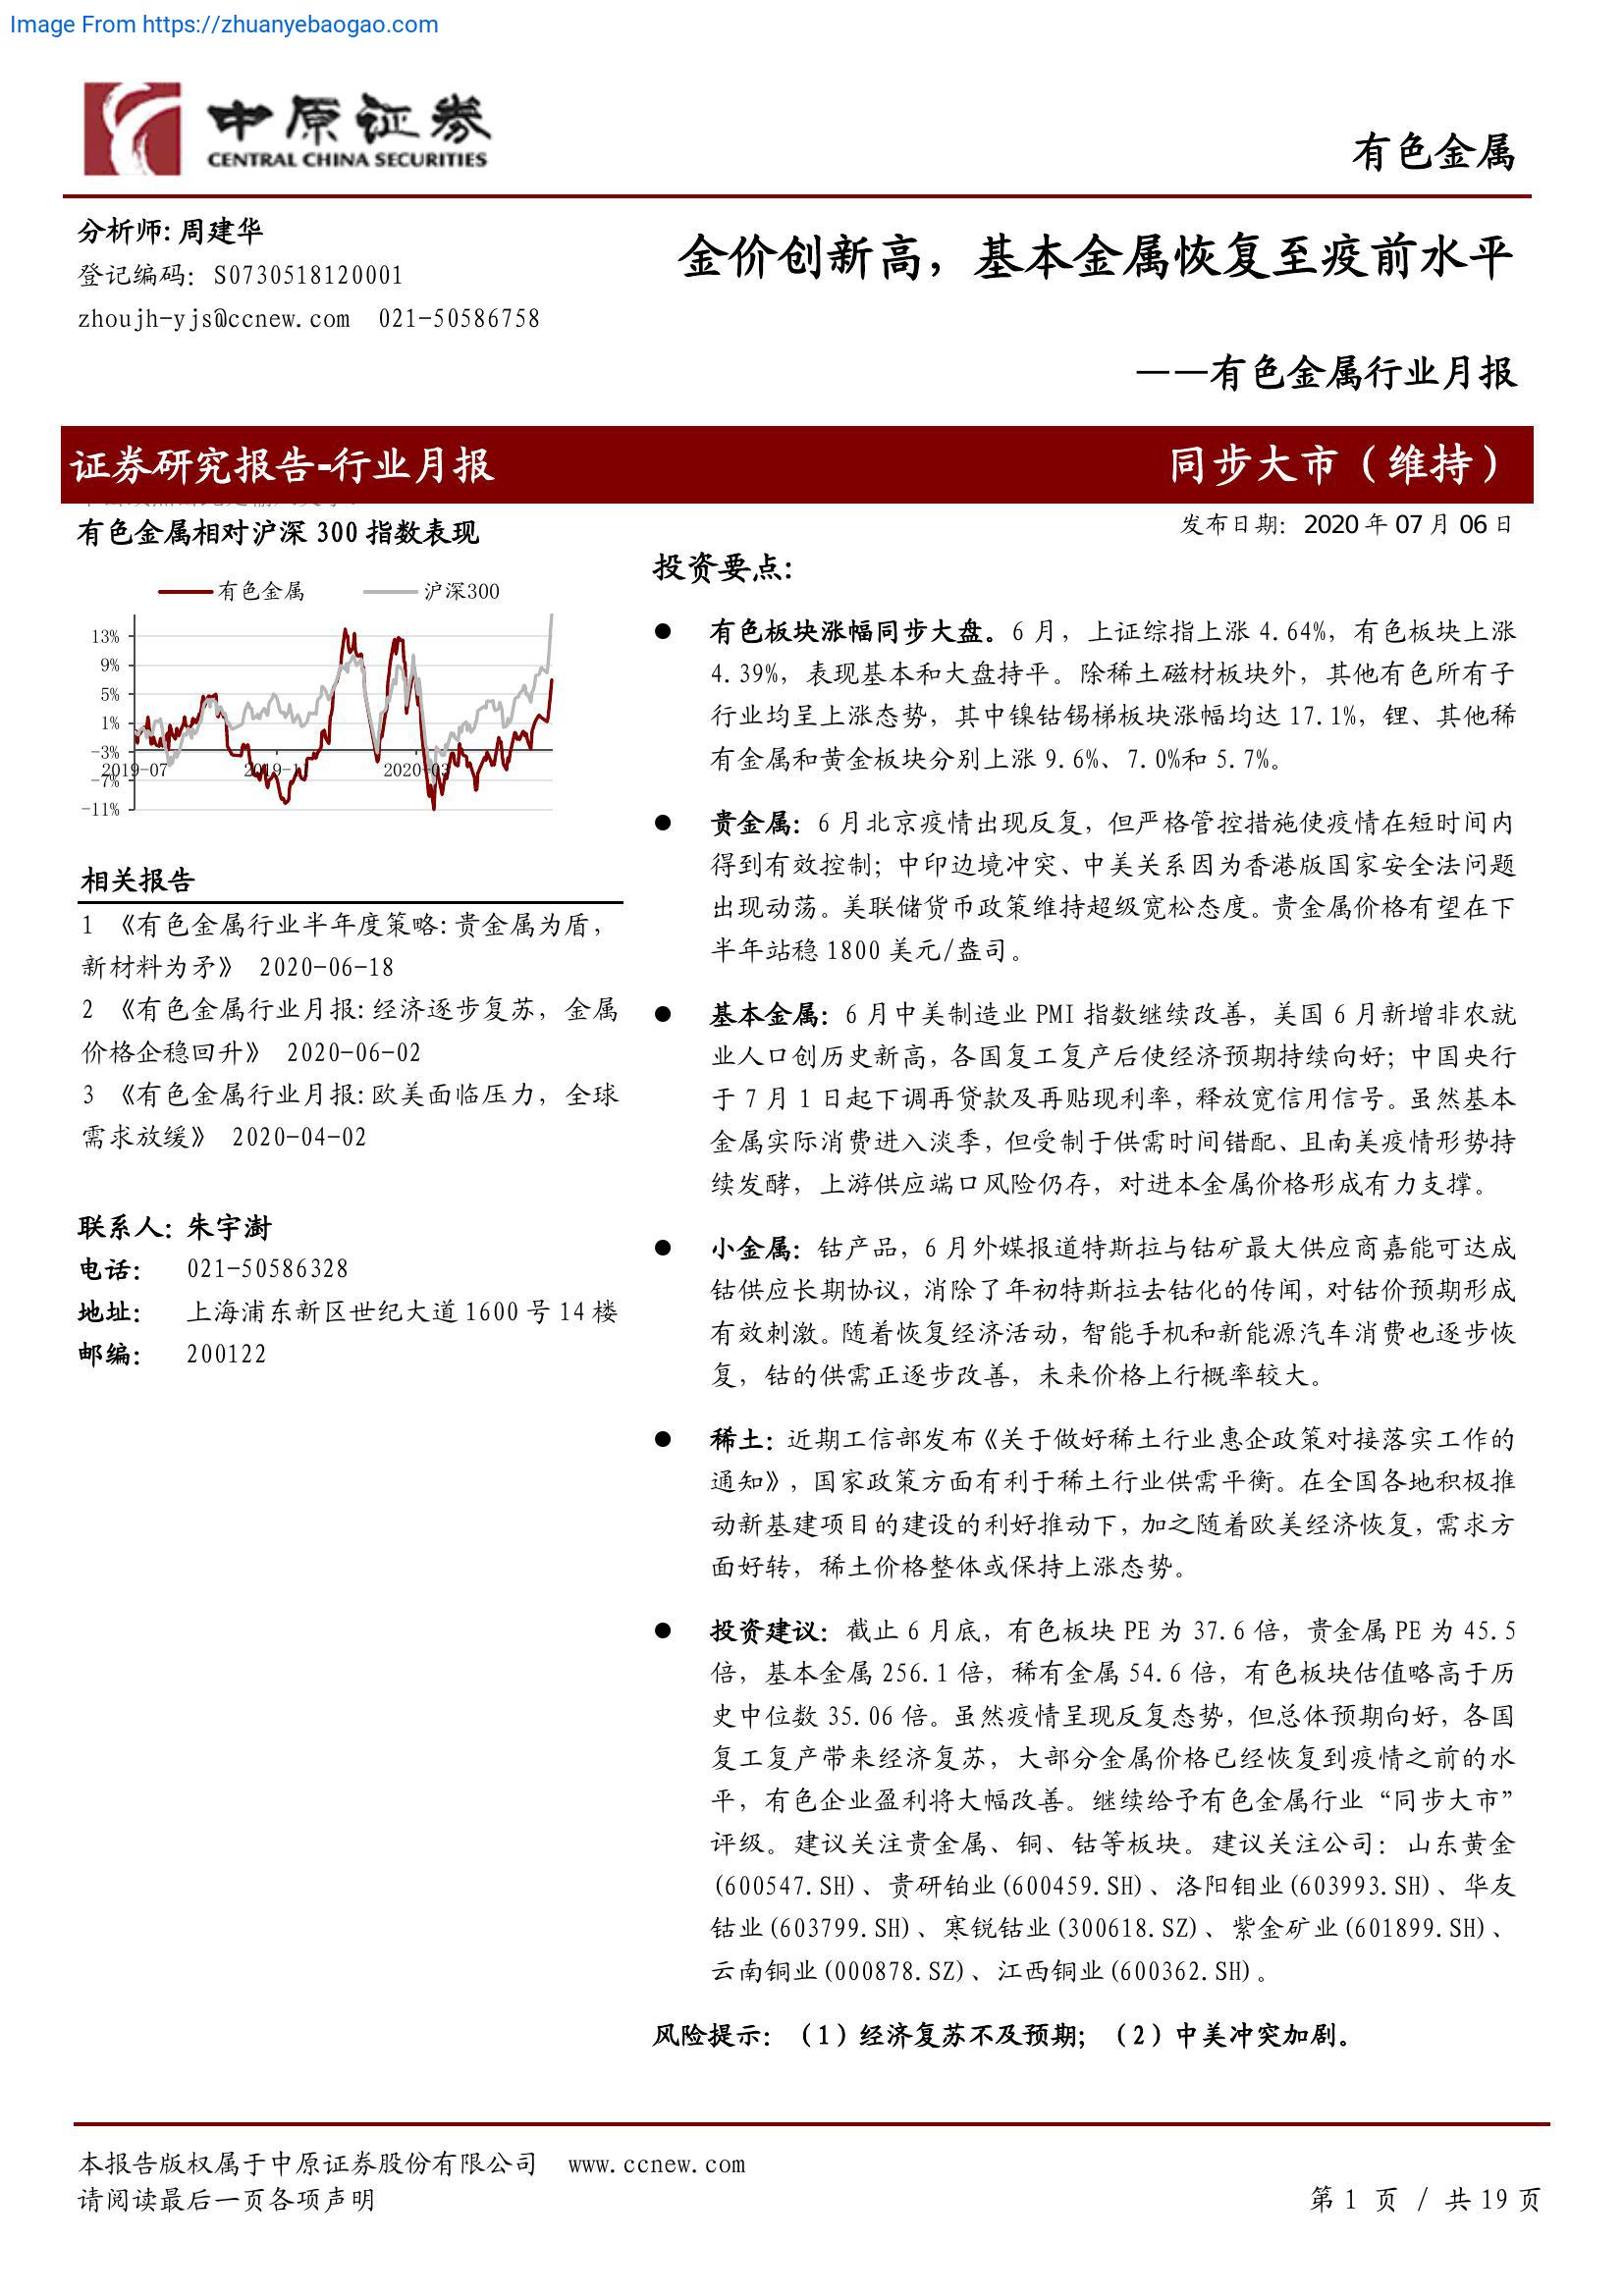 Image From https://zhuanyebaogao.com
中原证券
CENTRAL CHINA SECURITIES
有色金属
分析师:周建华
登记编码: S0730518120001
zhoujh-yjs@ccnew.com 021-50586758
金价创新高，基本金属恢复至疫前水平
——有色金属行业月报
证券研究报告-行业月报
同步大市（维持）
有色金属相对沪深 300 指数表现
有色金属 沪深300
13%
9%
5%
1%
-3%
-7%
-11%
2019-07
相关报告
1 《有色金属行业半年度策略:贵金属为盾，
新材料为矛》 2020-06-18
2 《有色金属行业月报:经济逐步复苏，金属
价格企稳回升》 2020-06-02
3 《有色金属行业月报:欧美面临压力，全球
需求放缓》 2020-04-02
联系人: 朱宇澍
电话: 021-50586328
地址: 上海浦东新区世纪大道 1600 号 14 楼
邮编: 200122
发布日期: 2020 年 07 月 06 日
投资要点:
● 有色板块涨幅同步大盘。6 月，上证综指上涨 4.64%，有色板块上涨
4.39%，表现基本和大盘持平。除稀土磁材板块外，其他有色所有子
行业均呈上涨态势，其中镍钴锡梯板块涨幅均达 17.1%，锂、其他稀
有金属和黄金板块分别上涨 9.6%、7.0%和 5.7%。
● 贵金属：6 月北京疫情出现反复，但严格管控措施使疫情在短时间内
得到有效控制；中印边境冲突、中美关系因为香港版国家安全法问题
出现动荡。美联储货币政策维持超级宽松态度。贵金属价格有望在下
半年站稳 1800 美元/盎司。
● 基本金属：6 月中美制造业 PMI 指数继续改善，美国 6 月新增非农就
业人口创历史新高，各国复工复产后使经济预期持续向好；中国央行
于 7 月 1 日起下调再贷款及再贴现利率，释放宽信用信号。虽然基本
金属实际消费进入淡季，但受制于供需时间错配、且南美疫情形势持
续发酵，上游供应端口风险仍存，对进本金属价格形成有力支撑。
● 小金属：钴产品，6 月外媒报道特斯拉与钴矿最大供应商嘉能可达成
钴供应长期协议，消除了年初特斯拉去钴化的传闻，对钴价预期形成
有效刺激。随着恢复经济活动，智能手机和新能源汽车消费也逐步恢
复，钴的供需正逐步改善，未来价格上行概率较大。
● 稀土：近期工信部发布《关于做好稀土行业惠企政策对接落实工作的
通知》，国家政策方面有利于稀土行业供需平衡。在全国各地积极推
动新基建项目的建设的利好推动下，加之随着欧美经济恢复，需求方
面好转，稀土价格整体或保持上涨态势。
● 投资建议：截止 6 月底，有色板块 PE 为 37.6 倍，贵金属 PE 为 45.5
倍，基本金属 256.1 倍，稀有金属 54.6 倍，有色板块估值略高于历
史中位数 35.06 倍。虽然疫情呈现反复态势，但总体预期向好，各国
复工复产带来经济复苏，大部分金属价格已经恢复到疫情之前的水
平，有色企业盈利将大幅改善。继续给予有色金属行业“同步大市”
评级。建议关注贵金属、铜、钴等板块。建议关注公司：山东黄金
(600547.SH)、贵研铂业(600459.SH)、洛阳钼业(603993.SH)、华友
钴业(603799.SH)、寒锐钴业(300618.SZ)、紫金矿业(601899.SH)、
云南铜业(000878.SZ)、江西铜业(600362.SH)。
风险提示：（1）经济复苏不及预期；（2）中美冲突加剧。
本报告版权属于中原证券股份有限公司 www.ccnew.com
请阅读最后一页各项声明
第 1 页 / 共 19 页